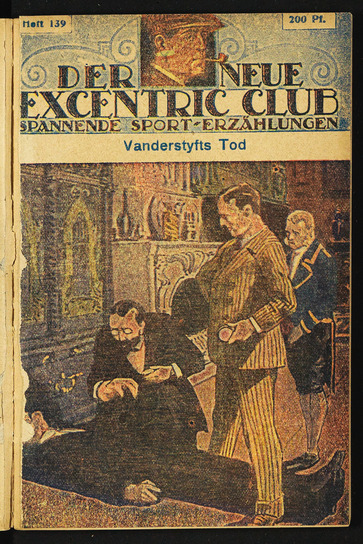 Heft 139
200 Pf.
DER NEUE
EXCENTRIC CLUB
SPANNENDE SPORT-ERZÄHLUNGEN
Vanderstyfts Tod